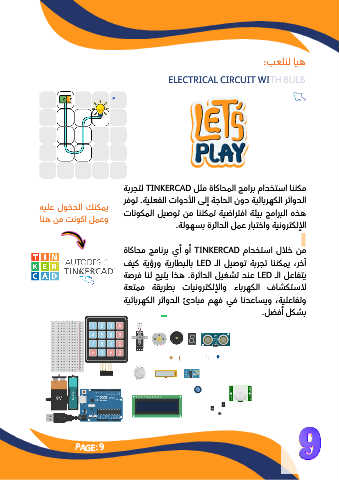 هيا لنلعب:
ELECTRICAL CIRCUIT WITH BULB
LET'S
PLAY
مكننا استخدام برامج المحاكاة مثل TINKERCAD لتجربة
الدوائر الكهربائية دون الحاجة إلى الأدوات الفعلية. توفر
هذه البرامج بيئة افتراضية تمكننا من توصيل المكونات
الإلكترونية واختبار عمل الدائرة بسهولة.
يمكنك الدخول عليه
وعمل اكونت من هنا
من خلال استخدام TINKERCAD أو أي برنامج محاكاة
آخر، يمكننا تجربة توصيل الـ LED بالبطارية ورؤية كيف
يتفاعل الـ LED عند تشغيل الدائرة. هذا يتيح لنا فرصة
لاستكشاف الكهرباء والإلكترونيات بطريقة ممتعة
وتفاعلية، ويساعدنا في فهم مبادئ الدوائر الكهربائية
بشكل أفضل.
TIN
KER
CAD
AUTODESK
TINKERCAD
9V
PAGE: 9
9